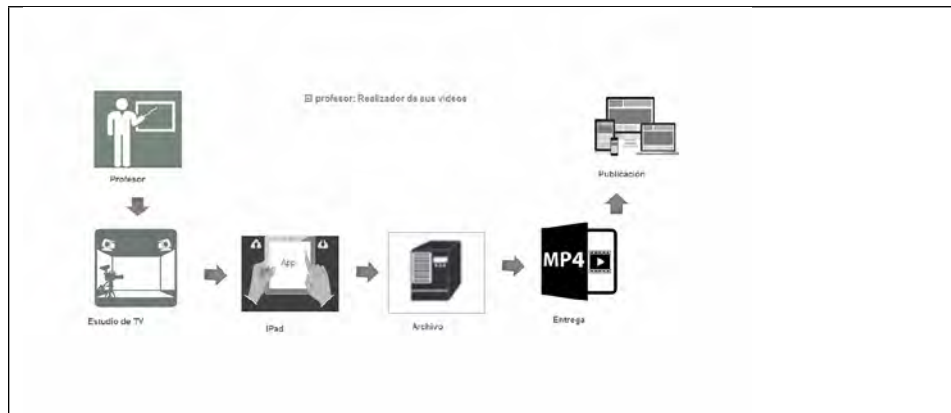 El profesor: Realizador de sus videos
Profesor
Publicación
Estudio de TV
App
iPad
Archivo
MP4
Entrega